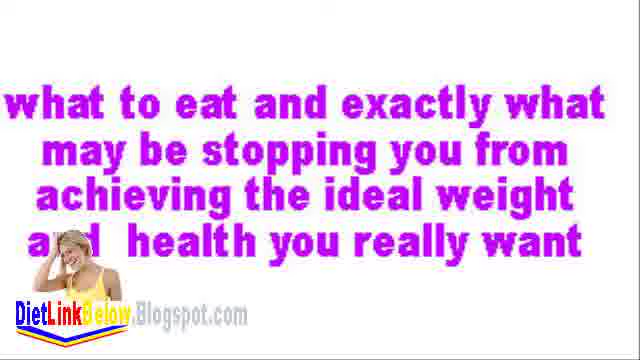 what to eat and exactly what
may be stopping you from
achieving the ideal weight
and health you really want
DietLinkBelow.Blogspot.com